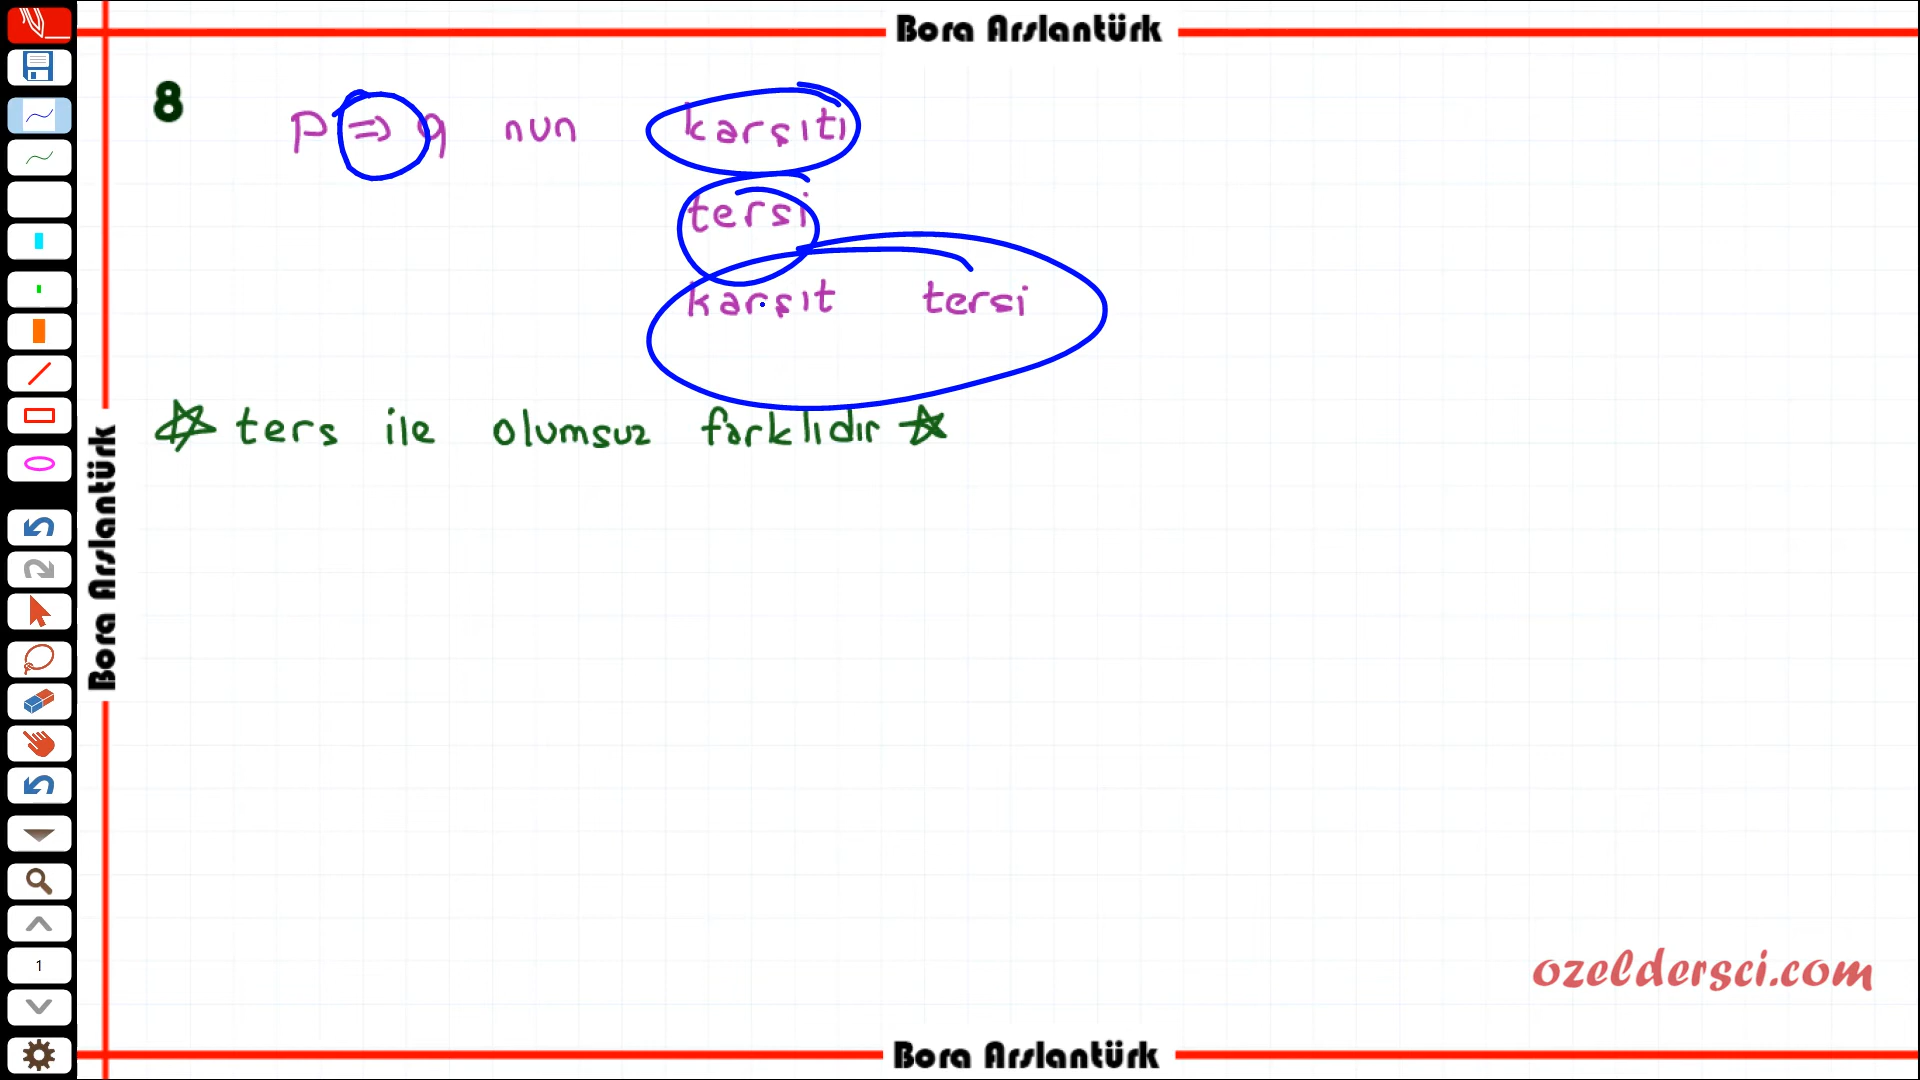 Bora Arslantürk
8
p ⇒ q nun karşıtı
tersi
karşıt tersi
☆ ters ile olumsuz farklıdır ☆
Bora Arslantürk
1
ozeldersci.com
Bora Arslantürk